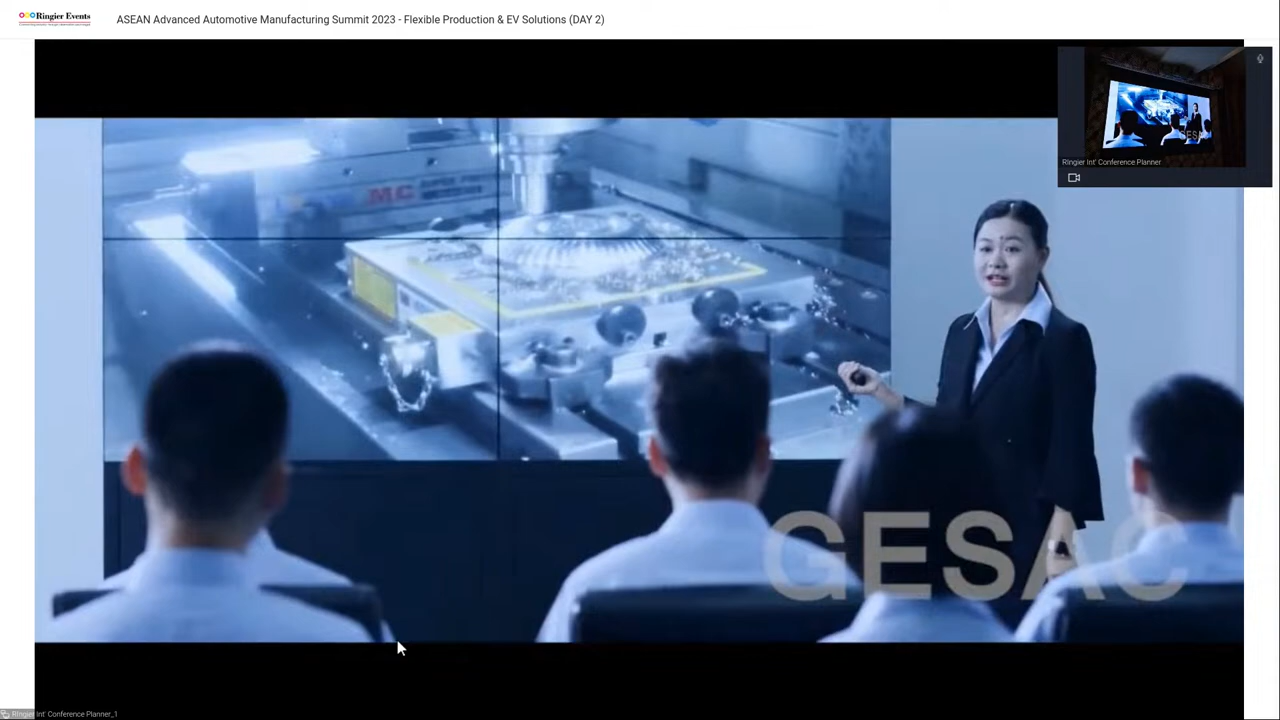 Ringier Events
ASEAN Advanced Automotive Manufacturing Summit 2023 - Flexible Production & EV Solutions (DAY 2)
Ringier Int' Conference Planner
MC
GESAC
Ringier Int' Conference Planner_1